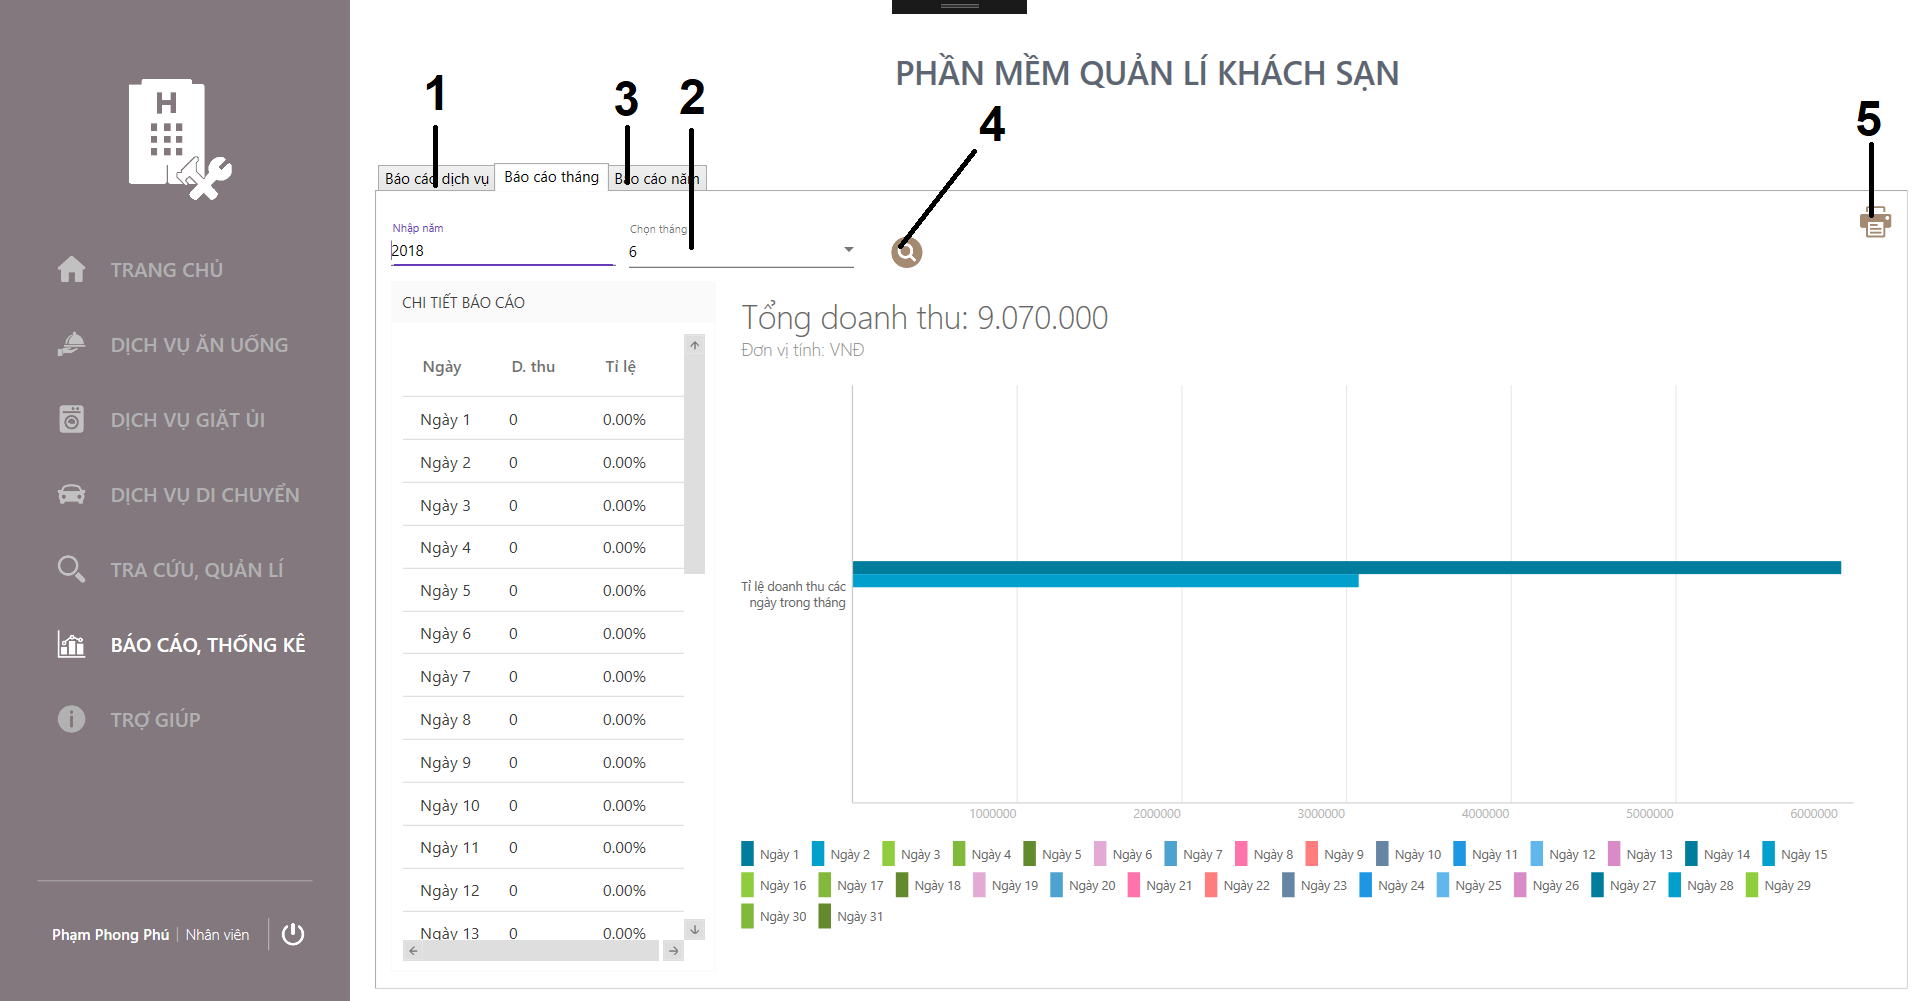 H
TRANG CHỦ
DỊCH VỤ ĂN UỐNG
DỊCH VỤ GIẶT ỦI
DỊCH VỤ DI CHUYỂN
TRA CỨU, QUẢN LÍ
BÁO CÁO, THỐNG KÊ
TRỢ GIÚP
Phạm Phong Phú | Nhân viên
PHẦN MỀM QUẢN LÍ KHÁCH SẠN
1 3 2 4 5
Báo cáo dịch vụ Báo cáo tháng Báo cáo năm
Nhập năm Chọn tháng
2018 6
CHI TIẾT BÁO CÁO
Ngày D. thu Tỉ lệ
Ngày 1 0 0.00%
Ngày 2 0 0.00%
Ngày 3 0 0.00%
Ngày 4 0 0.00%
Ngày 5 0 0.00%
Ngày 6 0 0.00%
Ngày 7 0 0.00%
Ngày 8 0 0.00%
Ngày 9 0 0.00%
Ngày 10 0 0.00%
Ngày 11 0 0.00%
Ngày 12 0 0.00%
Ngày 13 0 0.00%
Tổng doanh thu: 9.070.000
Đơn vị tính: VNĐ
Tỉ lệ doanh thu các
ngày trong tháng
1000000 2000000 3000000 4000000 5000000 6000000
Ngày 1 Ngày 2 Ngày 3 Ngày 4 Ngày 5 Ngày 6 Ngày 7 Ngày 8 Ngày 9 Ngày 10 Ngày 11 Ngày 12 Ngày 13 Ngày 14 Ngày 15
Ngày 16 Ngày 17 Ngày 18 Ngày 19 Ngày 20 Ngày 21 Ngày 22 Ngày 23 Ngày 24 Ngày 25 Ngày 26 Ngày 27 Ngày 28 Ngày 29
Ngày 30 Ngày 31